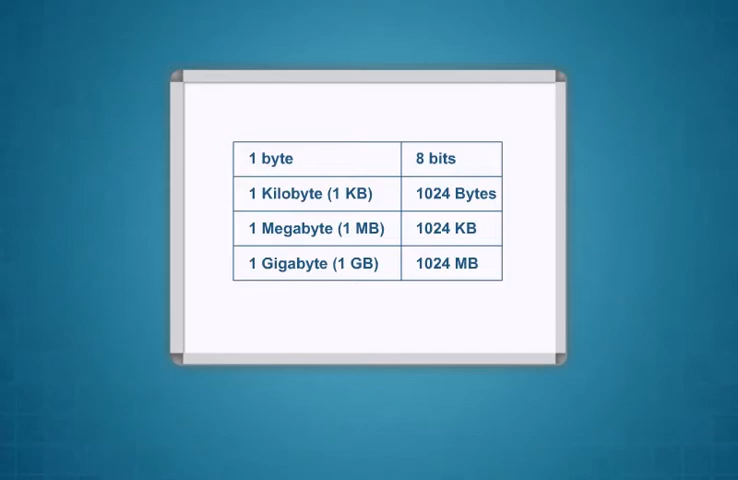 1 byte 8 bits
1 Kilobyte (1 KB) 1024 Bytes
1 Megabyte (1 MB) 1024 KB
1 Gigabyte (1 GB) 1024 MB